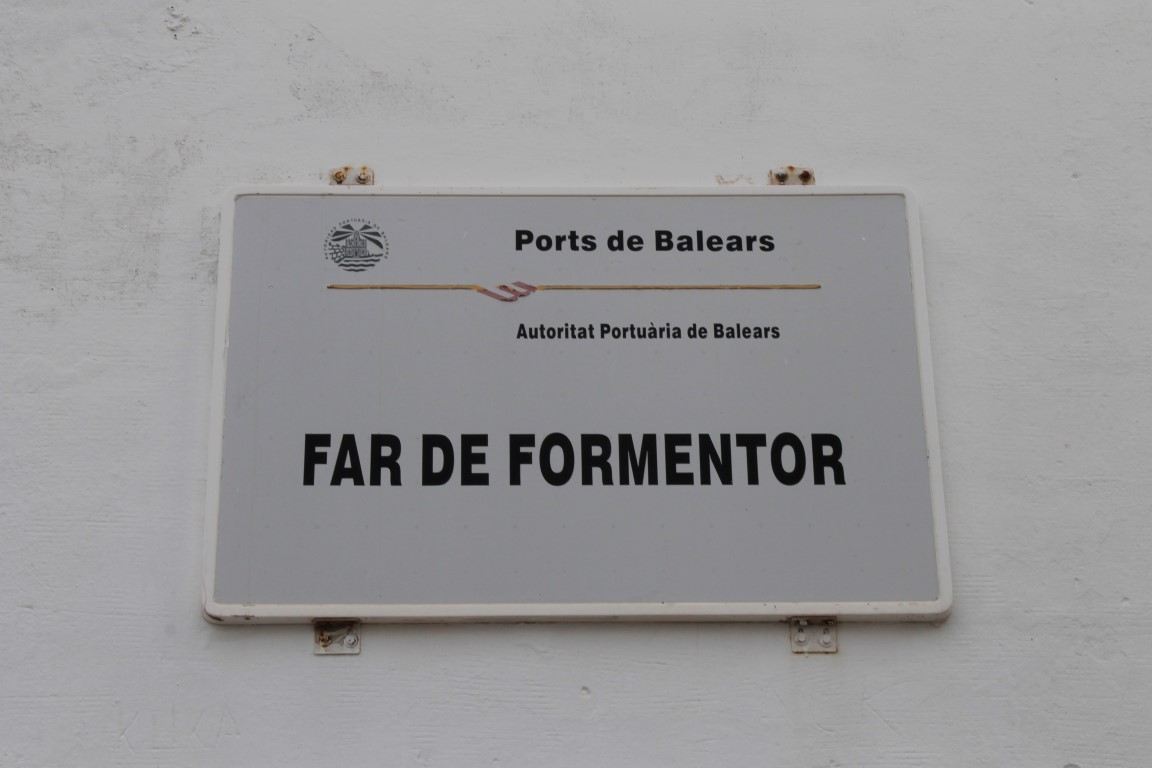 Ports de Balears
Autoritat Portuària de Balears
FAR DE FORMENTOR